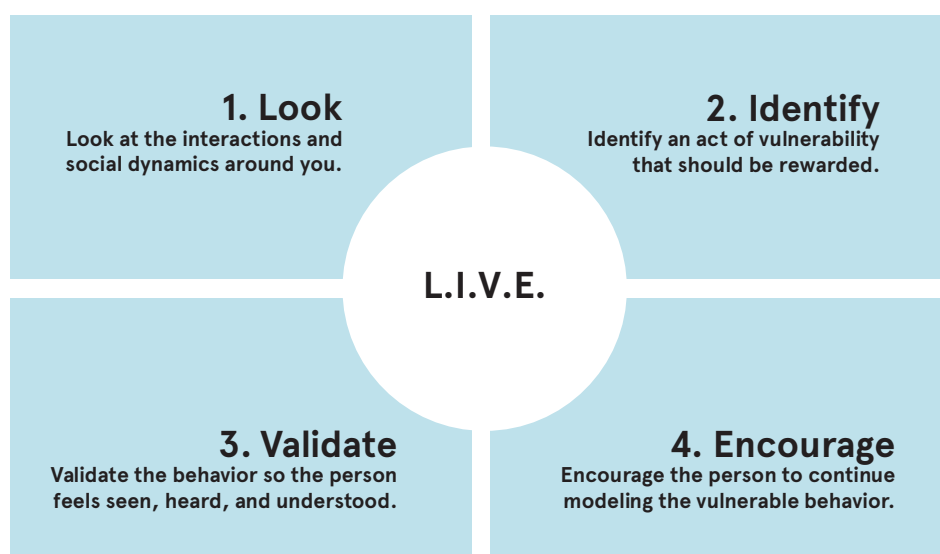 1. Look
Look at the interactions and
social dynamics around you.
2. Identify
Identify an act of vulnerability
that should be rewarded.
L.I.V.E.
3. Validate
Validate the behavior so the person
feels seen, heard, and understood.
4. Encourage
Encourage the person to continue
modeling the vulnerable behavior.